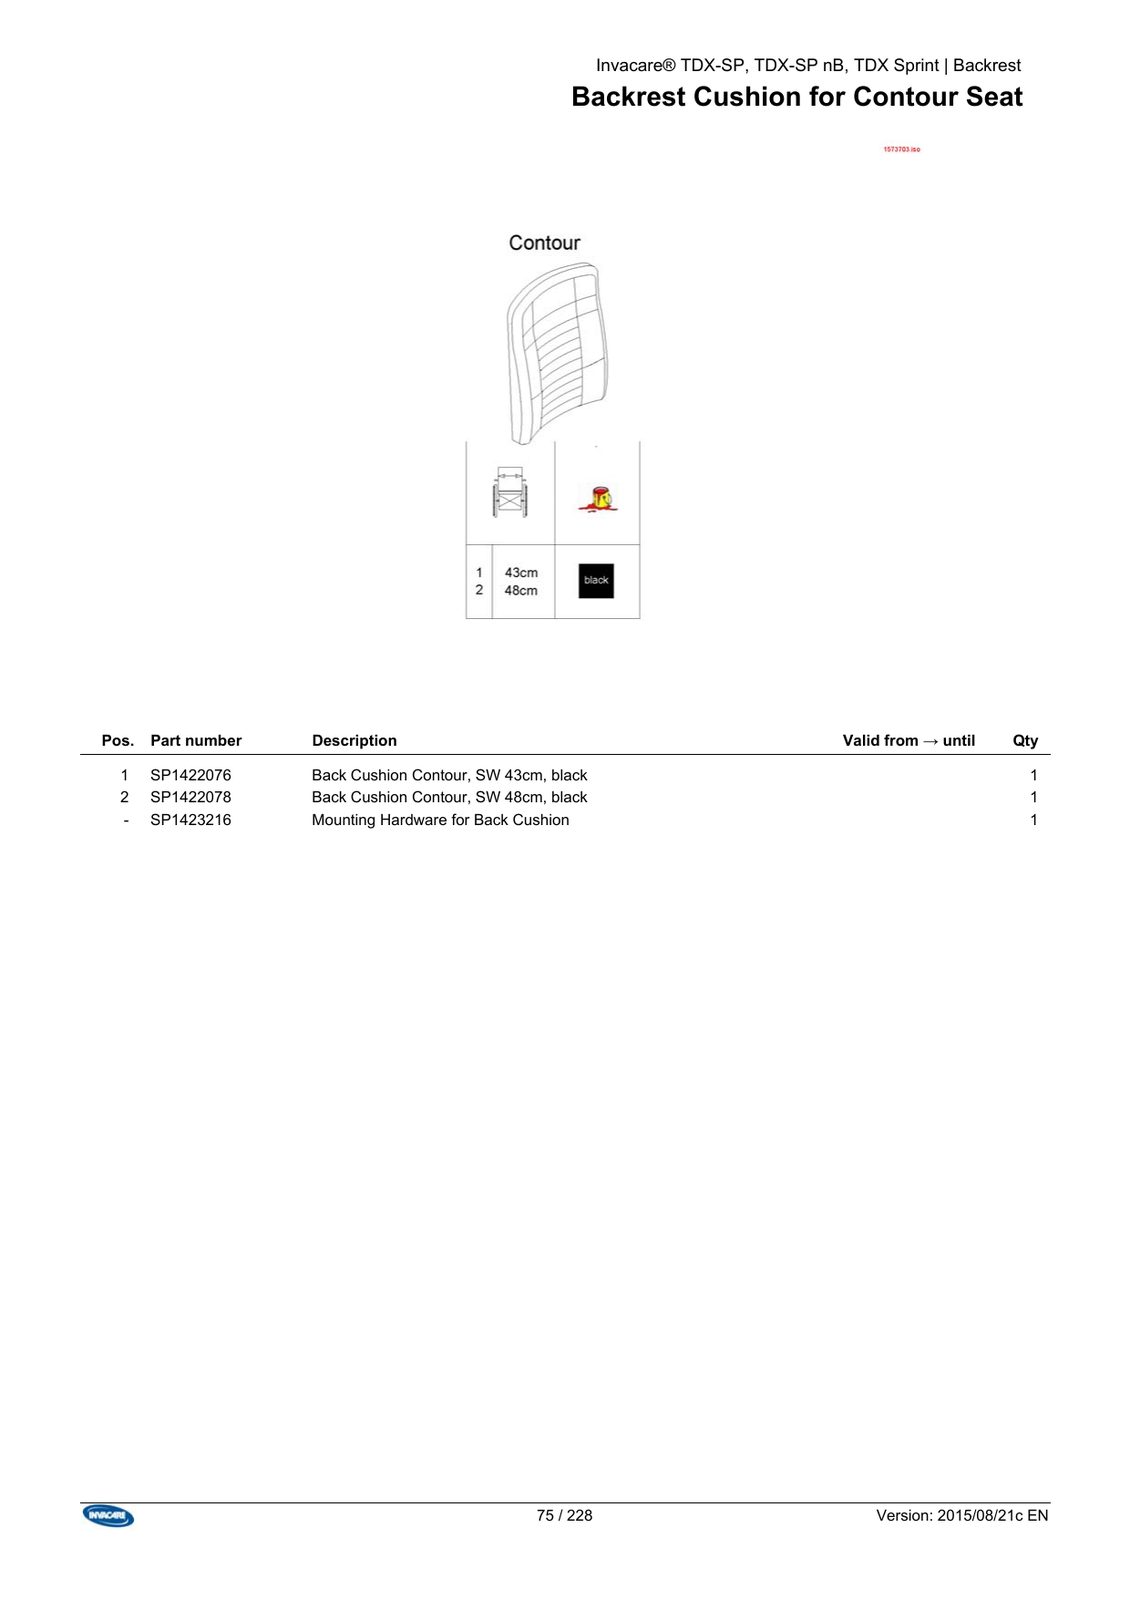 Invacare® TDX-SP, TDX-SP nB, TDX Sprint | Backrest
Backrest Cushion for Contour Seat
1573703.iso
Contour
1 43cm black
2 48cm
Pos. Part number Description Valid from → until Qty
1 SP1422076 Back Cushion Contour, SW 43cm, black 1
2 SP1422078 Back Cushion Contour, SW 48cm, black 1
- SP1423216 Mounting Hardware for Back Cushion 1
INVACARE 75 / 228 Version: 2015/08/21c EN